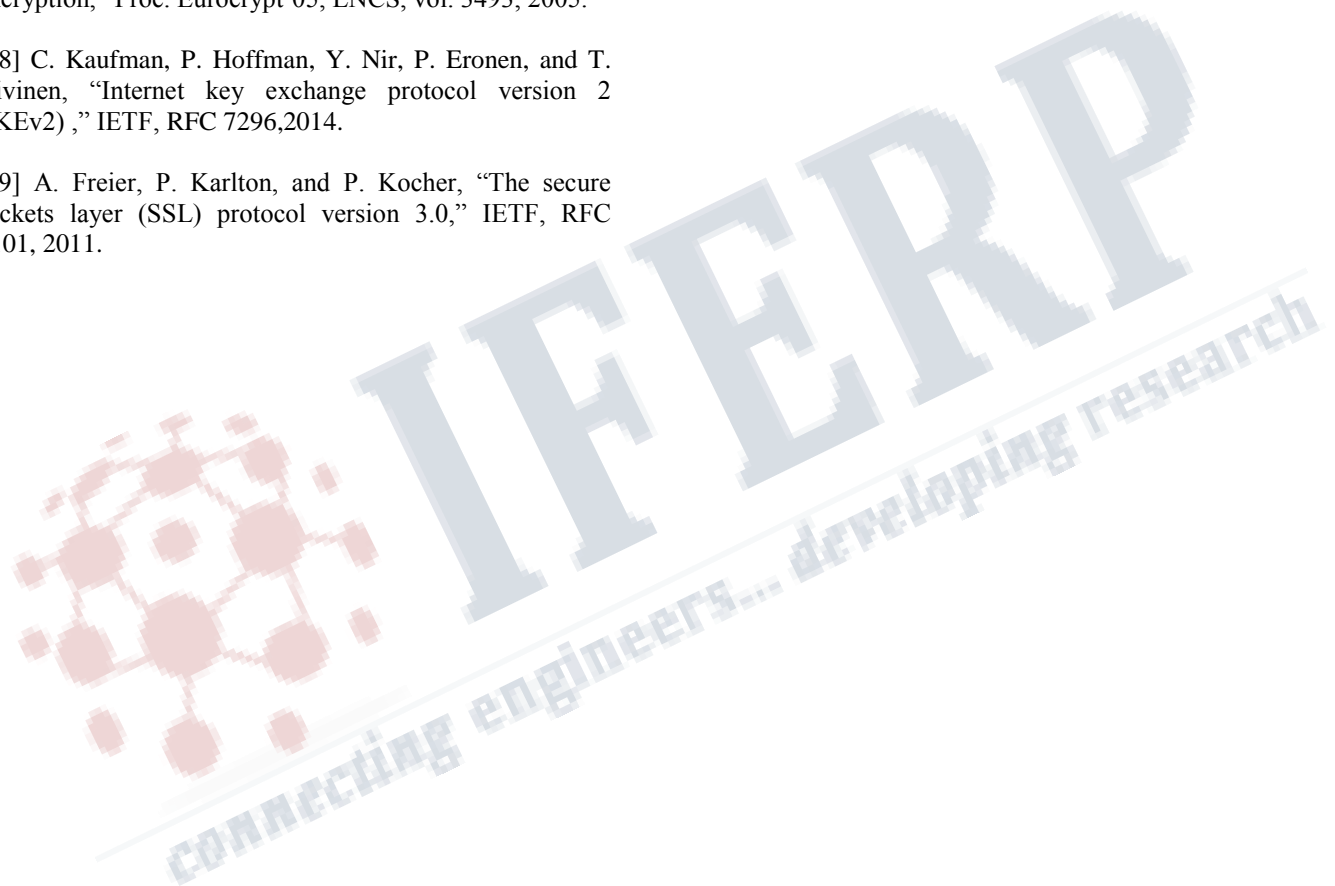 cryption," Proc. Eurocrypt 05, LNCS, vol. 3493, 2005.
8] C. Kaufman, P. Hoffman, Y. Nir, P. Eronen, and T.
ivinen, “Internet key exchange protocol version 2
KEv2) ,” IETF, RFC 7296,2014.
9] A. Freier, P. Karlton, and P. Kocher, “The secure
ckets layer (SSL) protocol version 3.0,” IETF, RFC
01, 2011.
IFERP
connecting engineers... developing research